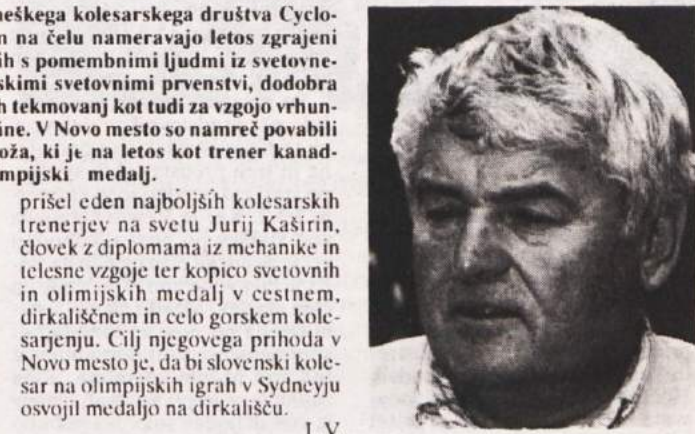 neškega kolesarskega društva Cyclo-
n na čelu nameravajo letos zgrajeni
ih s pomembnimi ljudmi iz svetovne-
skimi svetovnimi prvenstvi, dodobra
h tekmovanj kot tudi za vzgojo vrhun-
ine. V Novo mesto so namreč povabili
oža, ki je na letos kot trener kanad-
mpijski medalj.
prišel eden najboljših kolesarskih
trenerjev na svetu Jurij Kaširin,
človek z diplomama iz mehanike in
telesne vzgoje ter kopico svetovnih
in olimijskih medalj v cestnem,
dirkališčnem in celo gorskem kole-
sarjenju. Cilj njegovega prihoda v
Novo mesto je, da bi slovenski kole-
sar na olimpijskih igrah v Sydneyju
osvojil medaljo na dirkališču.
I. V.